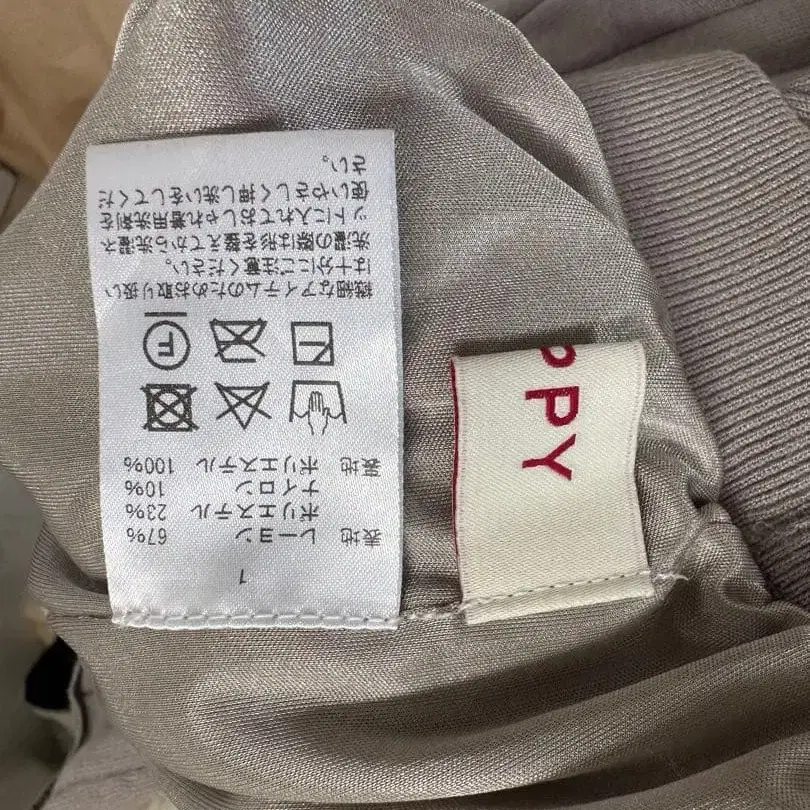 1
表地 レーヨン 67%
ポリエステル 23%
ナイロン 10%
裏地 ポリエステル 100%
F
繊細なアイテムのためお取り扱い
は十分にご注意ください。
洗濯の際は形を整えてから洗濯ネ
ットに入れておしゃれ着用洗剤を
使いやさしく押し洗いをしてくだ
さい。
PPY